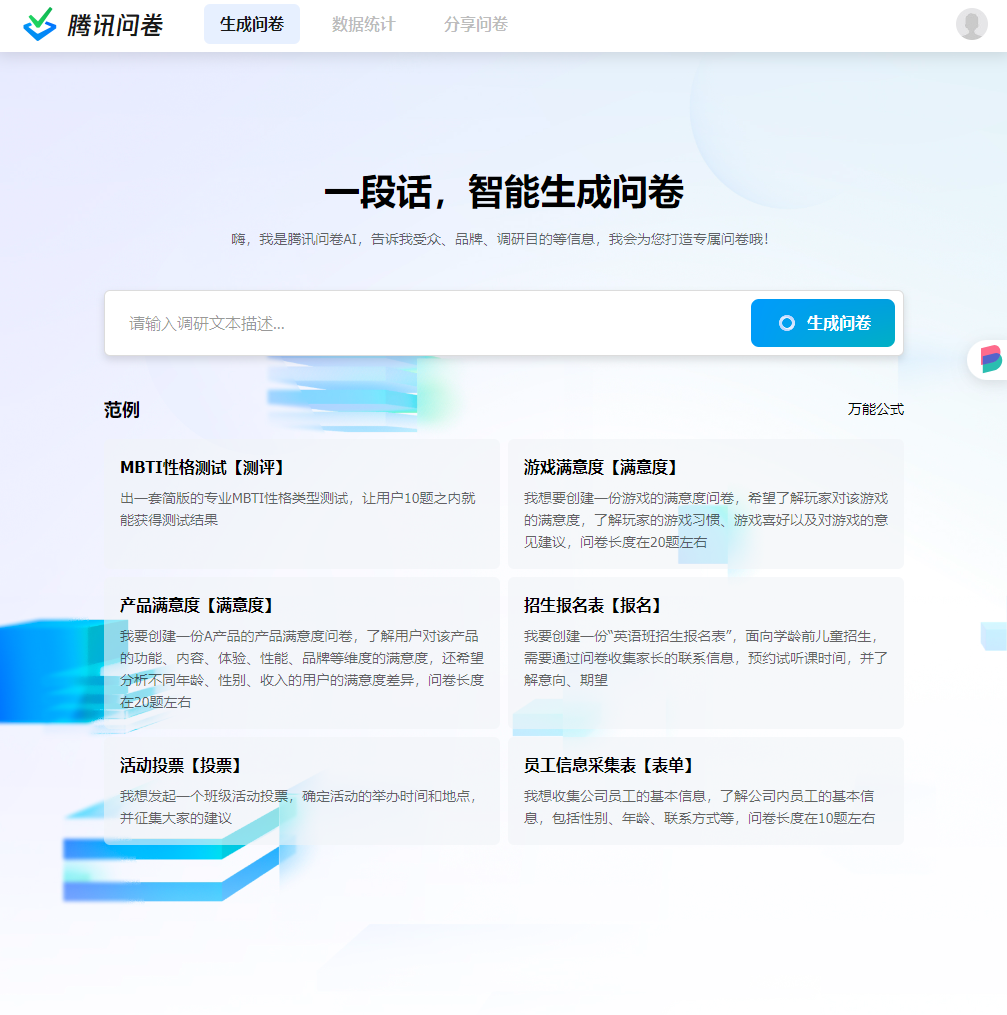 腾讯问卷
生成问卷
数据统计
分享问卷
一段话，智能生成问卷
嗨，我是腾讯问卷AI，告诉我受众、品牌、调研目的等信息，我会为您打造专属问卷哦！
请输入调研文本描述...
生成问卷
范例
万能公式
MBTI性格测试【测评】
出一套简版的专业MBTI性格类型测试，让用户10题之内就
能获得测试结果
游戏满意度【满意度】
我想要创建一份游戏的满意度问卷，希望了解玩家对该游戏
的满意度，了解玩家的游戏习惯、游戏喜好以及对游戏的意
见建议，问卷长度在20题左右
产品满意度【满意度】
我要创建一份A产品的产品满意度问卷，了解用户对该产品
的功能、内容、体验、性能、品牌等维度的满意度，还希望
分析不同年龄、性别、收入的用户的满意度差异，问卷长度
在20题左右
招生报名表【报名】
我要创建一份“英语班招生报名表”，面向学龄前儿童招生，
需要通过问卷收集家长的联系信息，预约试听课时间，并了
解意向、期望
活动投票【投票】
我想发起一个班级活动投票，确定活动的举办时间和地点，
并征集大家的建议
员工信息采集表【表单】
我想收集公司员工的基本信息，了解公司内员工的基本信
息，包括性别、年龄、联系方式等，问卷长度在10题左右